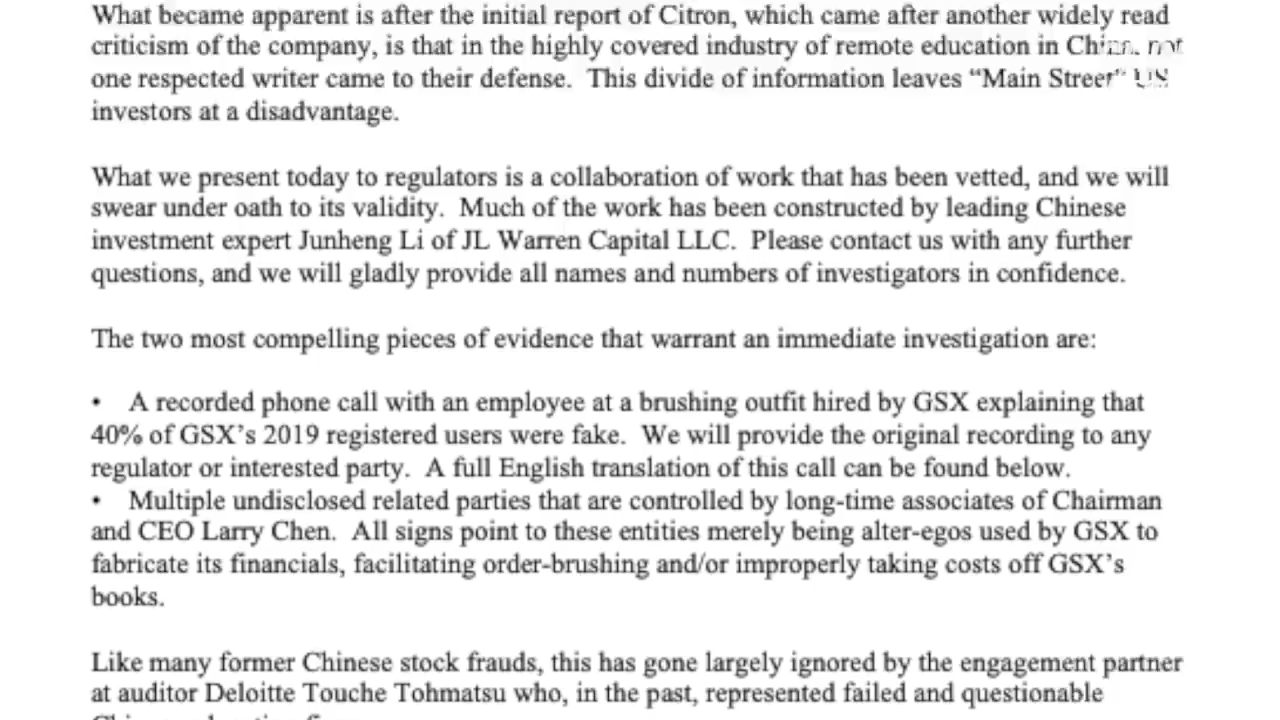 What became apparent is after the initial report of Citron, which came after another widely read
criticism of the company, is that in the highly covered industry of remote education in China, not
one respected writer came to their defense. This divide of information leaves “Main Street” US
investors at a disadvantage.
What we present today to regulators is a collaboration of work that has been vetted, and we will
swear under oath to its validity. Much of the work has been constructed by leading Chinese
investment expert Junheng Li of JL Warren Capital LLC. Please contact us with any further
questions, and we will gladly provide all names and numbers of investigators in confidence.
The two most compelling pieces of evidence that warrant an immediate investigation are:
• A recorded phone call with an employee at a brushing outfit hired by GSX explaining that
40% of GSX’s 2019 registered users were fake. We will provide the original recording to any
regulator or interested party. A full English translation of this call can be found below.
• Multiple undisclosed related parties that are controlled by long-time associates of Chairman
and CEO Larry Chen. All signs point to these entities merely being alter-egos used by GSX to
fabricate its financials, facilitating order-brushing and/or improperly taking costs off GSX’s
books.
Like many former Chinese stock frauds, this has gone largely ignored by the engagement partner
at auditor Deloitte Touche Tohmatsu who, in the past, represented failed and questionable